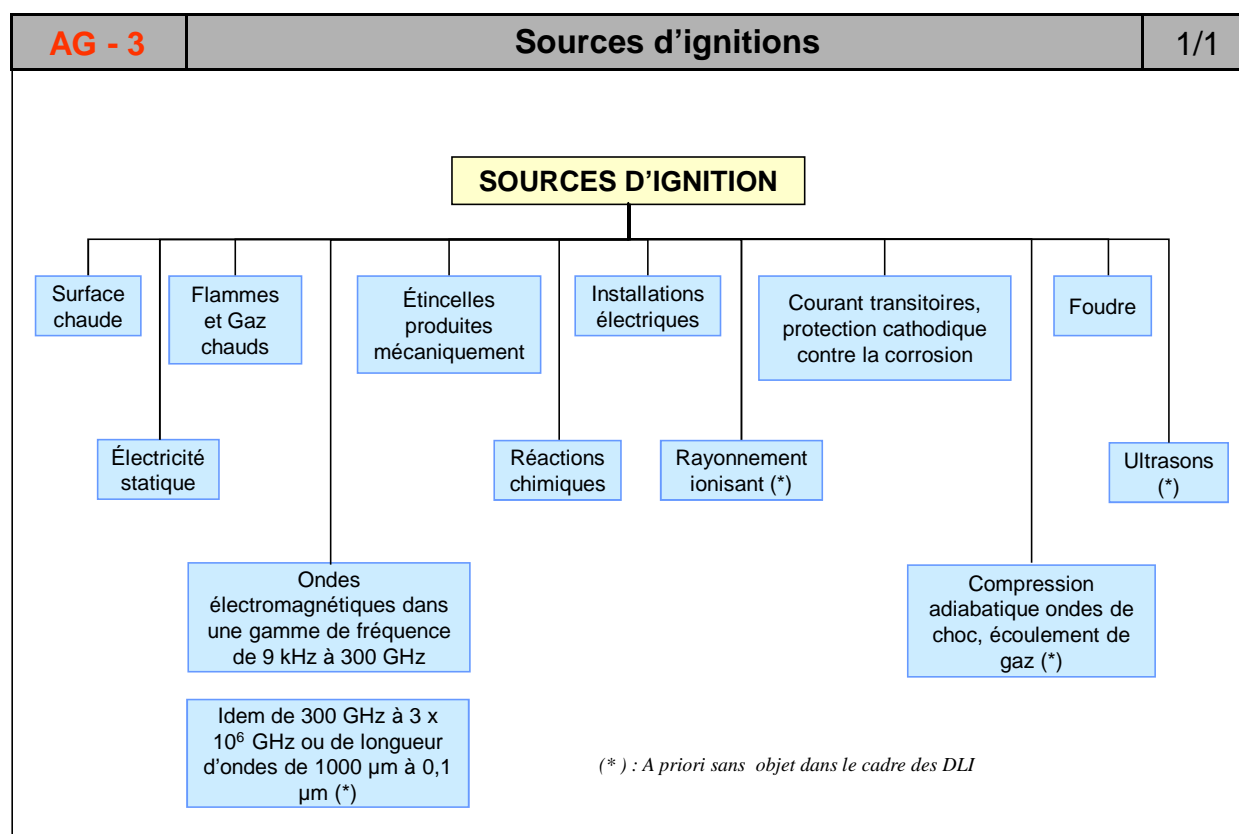 AG - 3
Sources d’ignitions
1/1
SOURCES D’IGNITION
Surface
chaude
Flammes
et Gaz
chauds
Étincelles
produites
mécaniquement
Installations
électriques
Courant transitoires,
protection cathodique
contre la corrosion
Foudre
Électricité
statique
Réactions
chimiques
Rayonnement
ionisant (*)
Ultrasons
(*)
Ondes
électromagnétiques dans
une gamme de fréquence
de 9 kHz à 300 GHz
Compression
adiabatique ondes de
choc, écoulement de
gaz (*)
Idem de 300 GHz à 3 x
10⁶ GHz ou de longueur
d’ondes de 1000 µm à 0,1
µm (*)
(* ) : A priori sans objet dans le cadre des DLI